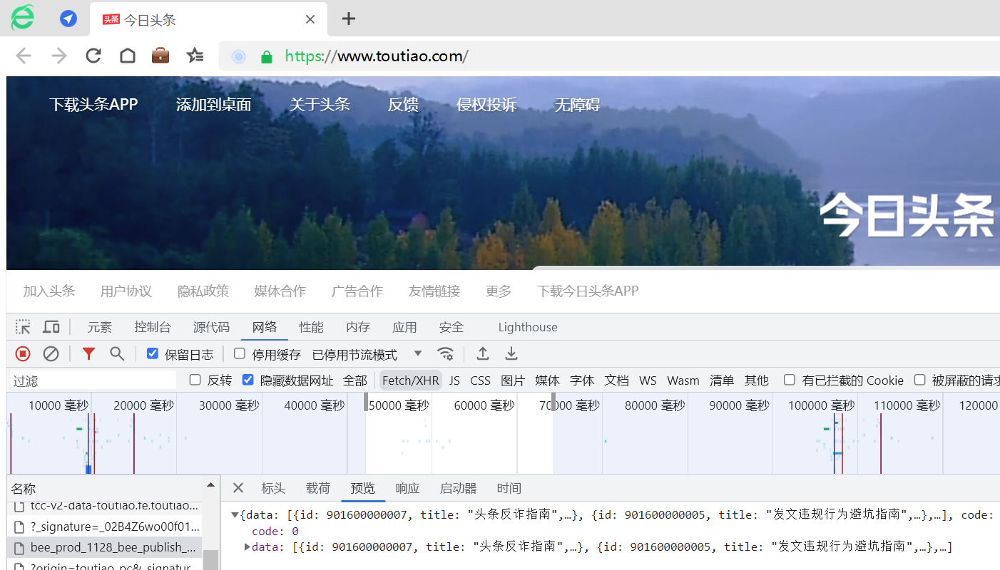 头条 今日头条
https://www.toutiao.com/
下载头条APP 添加到桌面 关于头条 反馈 侵权投诉 无障碍
今日头条
加入头条 用户协议 隐私政策 媒体合作 广告合作 友情链接 更多 下载今日头条APP
元素 控制台 源代码 网络 性能 内存 应用 安全 Lighthouse
保留日志 停用缓存 已停用节流模式
过滤 反转 隐藏数据网址 全部 Fetch/XHR JS CSS 图片 媒体 字体 文档 WS Wasm 清单 其他 有已拦截的 Cookie 被屏蔽的请求
10000 毫秒 20000 毫秒 30000 毫秒 40000 毫秒 50000 毫秒 60000 毫秒 70000 毫秒 80000 毫秒 90000 毫秒 100000 毫秒 110000 毫秒 120000
名称 标头 载荷 预览 响应 启动器 时间
tcc-v2-data-toutiao.fe.toutiao...
{data: [{id: 901600000007, title: "头条反诈指南",…}, {id: 901600000005, title: "发文违规行为避坑指南",…},…], code:
?_signature=_02B4Z6wo00f01...
code: 0
bee_prod_1128_bee_publish_...
data: [{id: 901600000007, title: "头条反诈指南",…}, {id: 901600000005, title: "发文违规行为避坑指南",…},…]
?origin=toutiao_pc&_signatur...